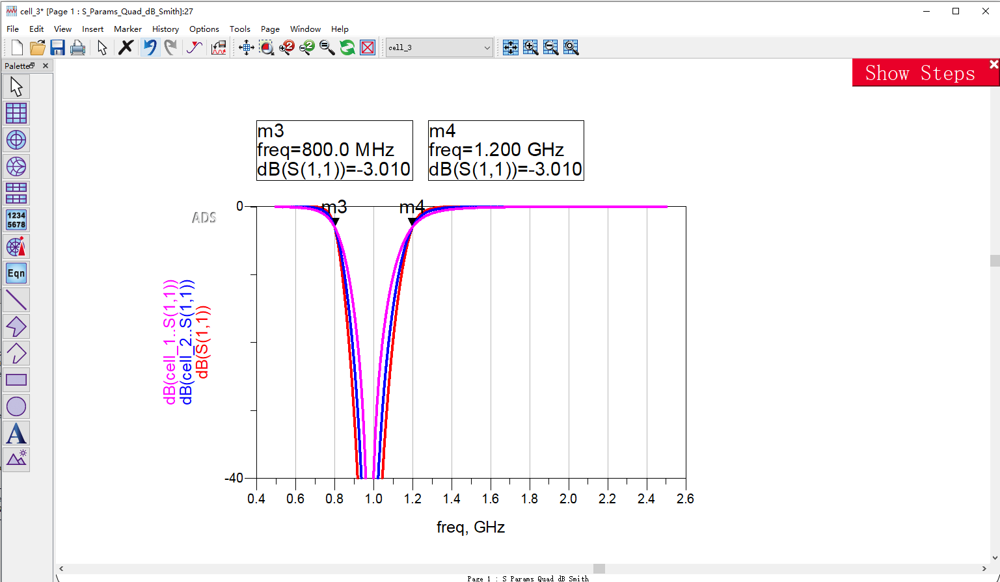 cell_3* [Page 1 : S_Params_Quad_dB_Smith]:27
File Edit View Insert Marker History Options Tools Page Window Help
2 2 cell_3
Palette
Show Steps
1234
5678
Eqn
A
m3
freq=800.0 MHz
dB(S(1,1))=-3.010
m4
freq=1.200 GHz
dB(S(1,1))=-3.010
ADS
m3 m4
0
-40
dB(cell_1..S(1,1))
dB(cell_2..S(1,1))
dB(S(1,1))
0.4 0.6 0.8 1.0 1.2 1.4 1.6 1.8 2.0 2.2 2.4 2.6
freq, GHz
Page 1 : S_Params_Quad_dB_Smith